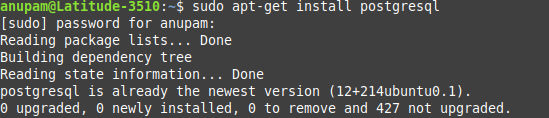 anupam@Latitude-3510:~$ sudo apt-get install postgresql
[sudo] password for anupam:
Reading package lists... Done
Building dependency tree
Reading state information... Done
postgresql is already the newest version (12+214ubuntu0.1).
0 upgraded, 0 newly installed, 0 to remove and 427 not upgraded.